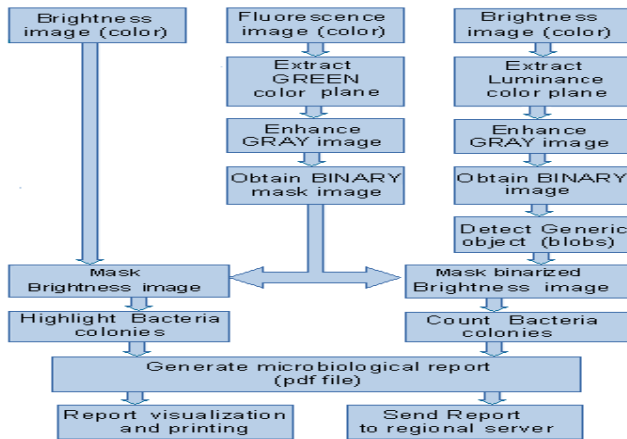 Brightness
image (color)
Fluorescence
image (color)
Brightness
image (color)
Extract
GREEN
color plane
Extract
Luminance
color plane
Enhance
GRAY image
Enhance
GRAY image
Obtain BINARY
mask image
Obtain BINARY
image
Detect Generic
object (blobs)
Mask
Brightness image
Mask binarized
Brightness image
Highlight Bacteria
colonies
Count Bacteria
colonies
Generate microbiological report
(pdf file)
Report visualization
and printing
Send Report
to regional server